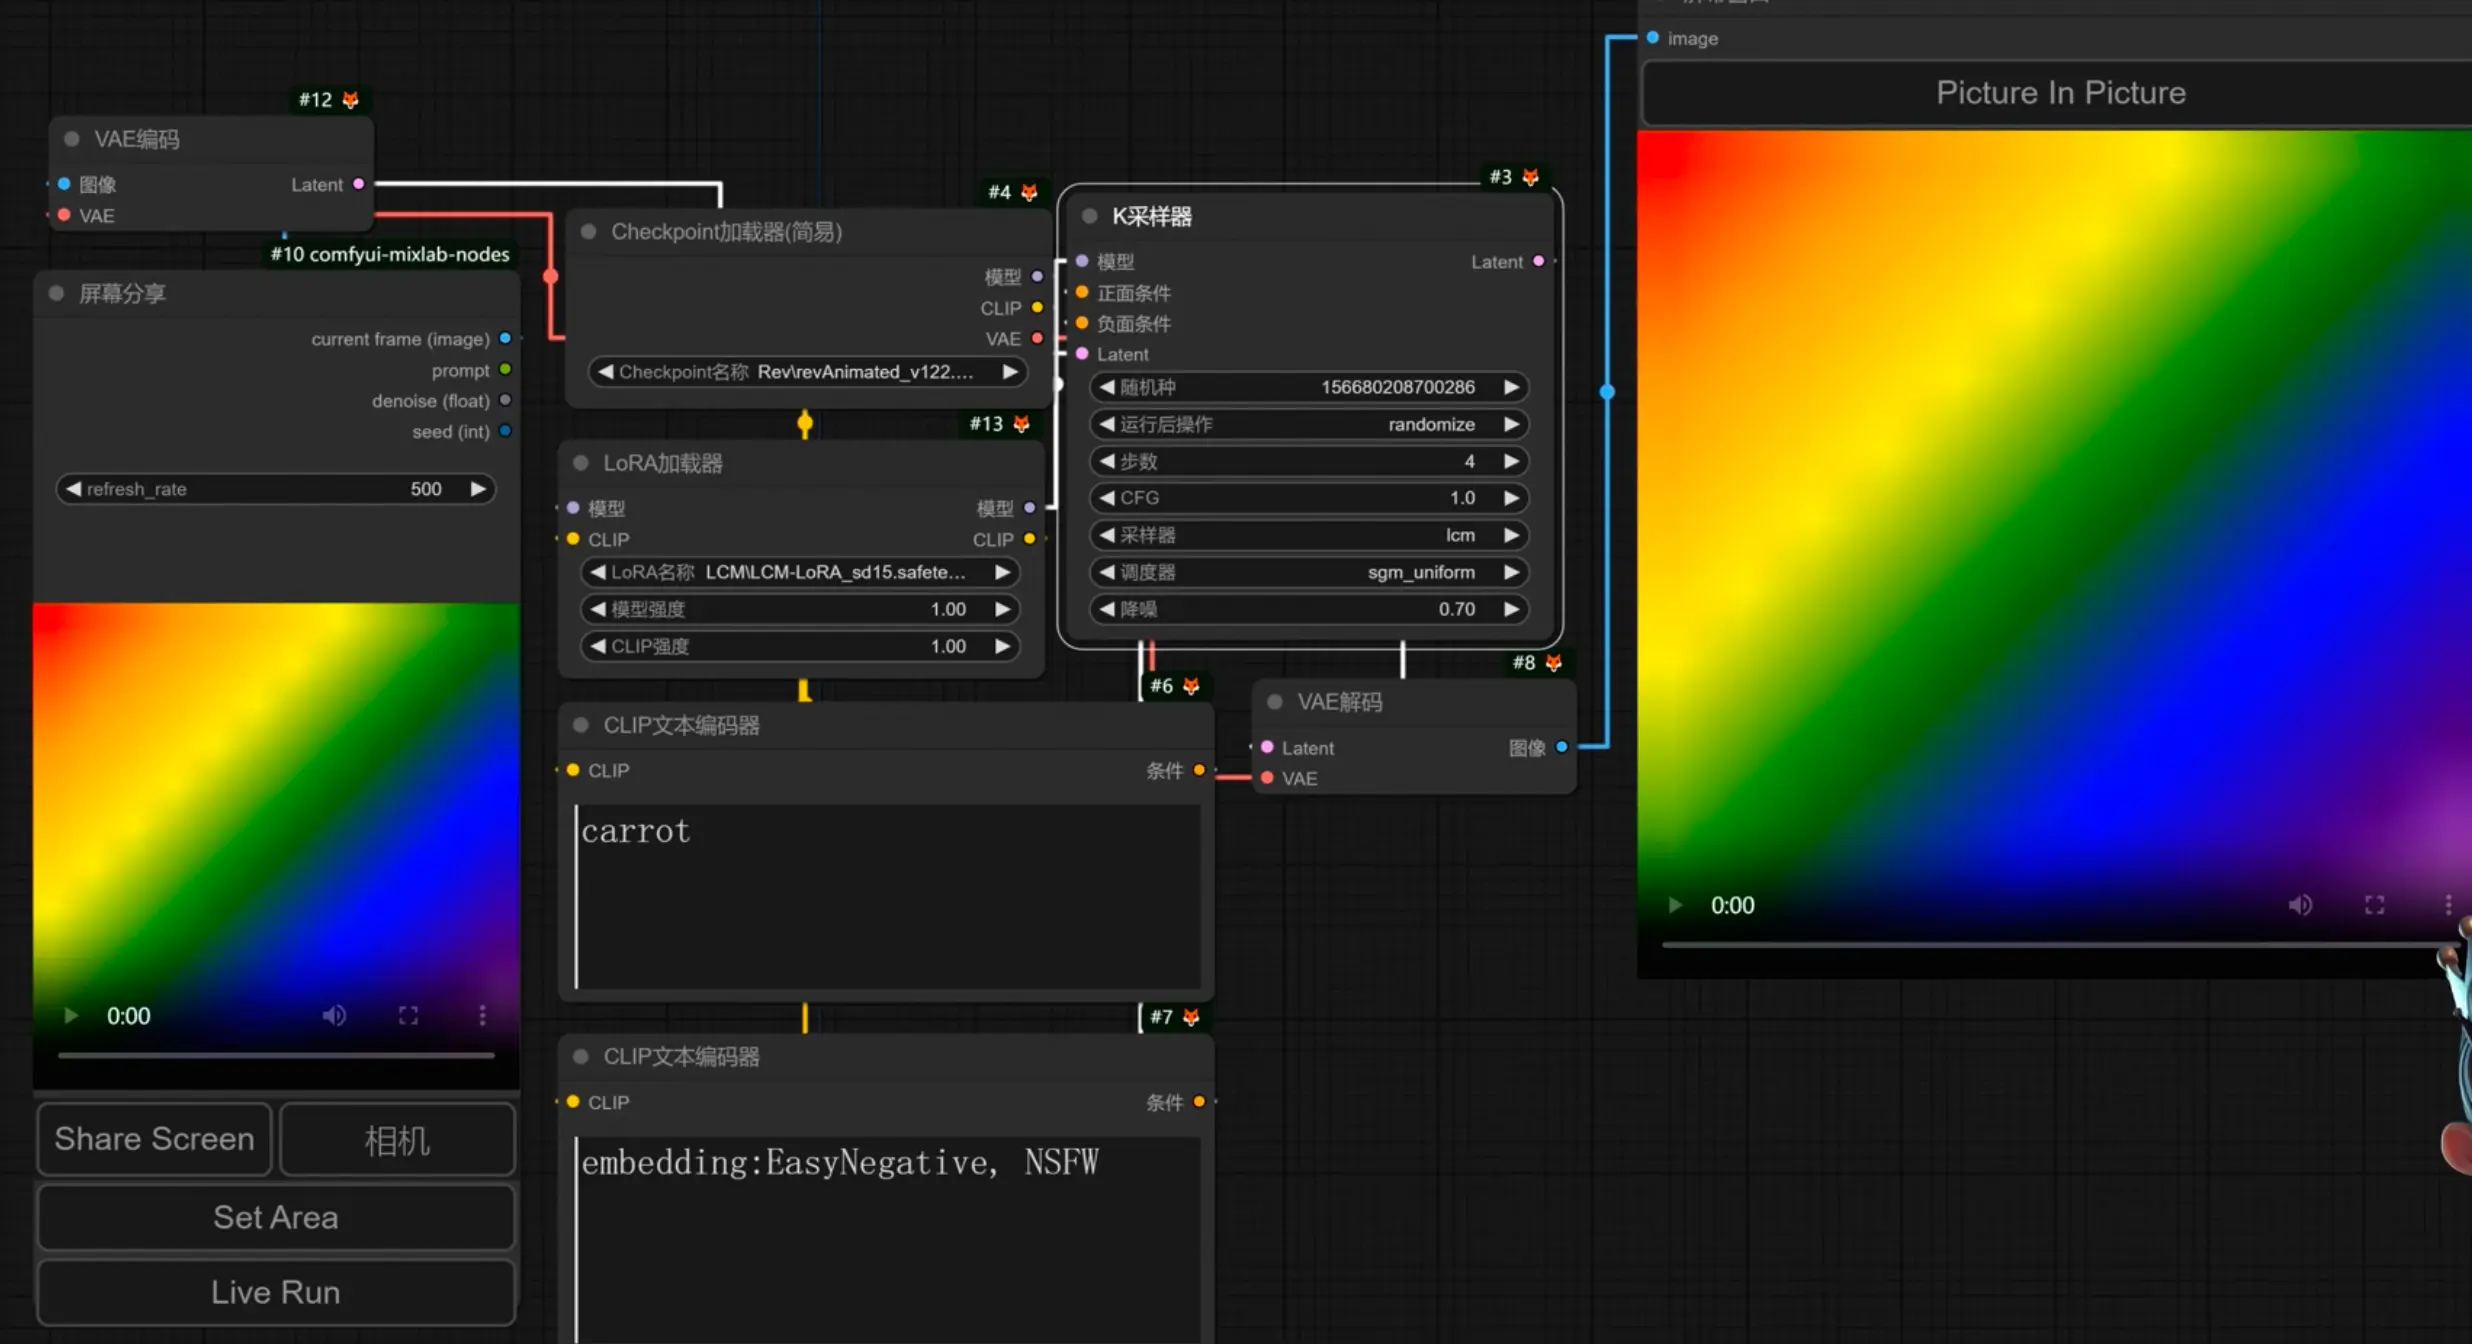 #12
VAE编码
图像
Latent
VAE
#10 comfyui-mixlab-nodes
屏幕分享
current frame (image)
prompt
denoise (float)
seed (int)
refresh_rate
500
0:00
Share Screen
相机
Set Area
Live Run
#4
Checkpoint加载器(简易)
模型
CLIP
VAE
Checkpoint名称
Rev\revAnimated_v122....
#13
LoRA加载器
模型
模型
CLIP
CLIP
LoRA名称
LCM\LCM-LoRA_sd15.safete...
模型强度
1.00
CLIP强度
1.00
#6
CLIP文本编码器
CLIP
条件
carrot
#7
CLIP文本编码器
CLIP
条件
embedding:EasyNegative, NSFW
#3
K采样器
模型
Latent
正面条件
负面条件
Latent
随机种
156680208700286
运行后操作
randomize
步数
4
CFG
1.0
采样器
lcm
调度器
sgm_uniform
降噪
0.70
#8
VAE解码
Latent
图像
VAE
image
Picture In Picture
0:00